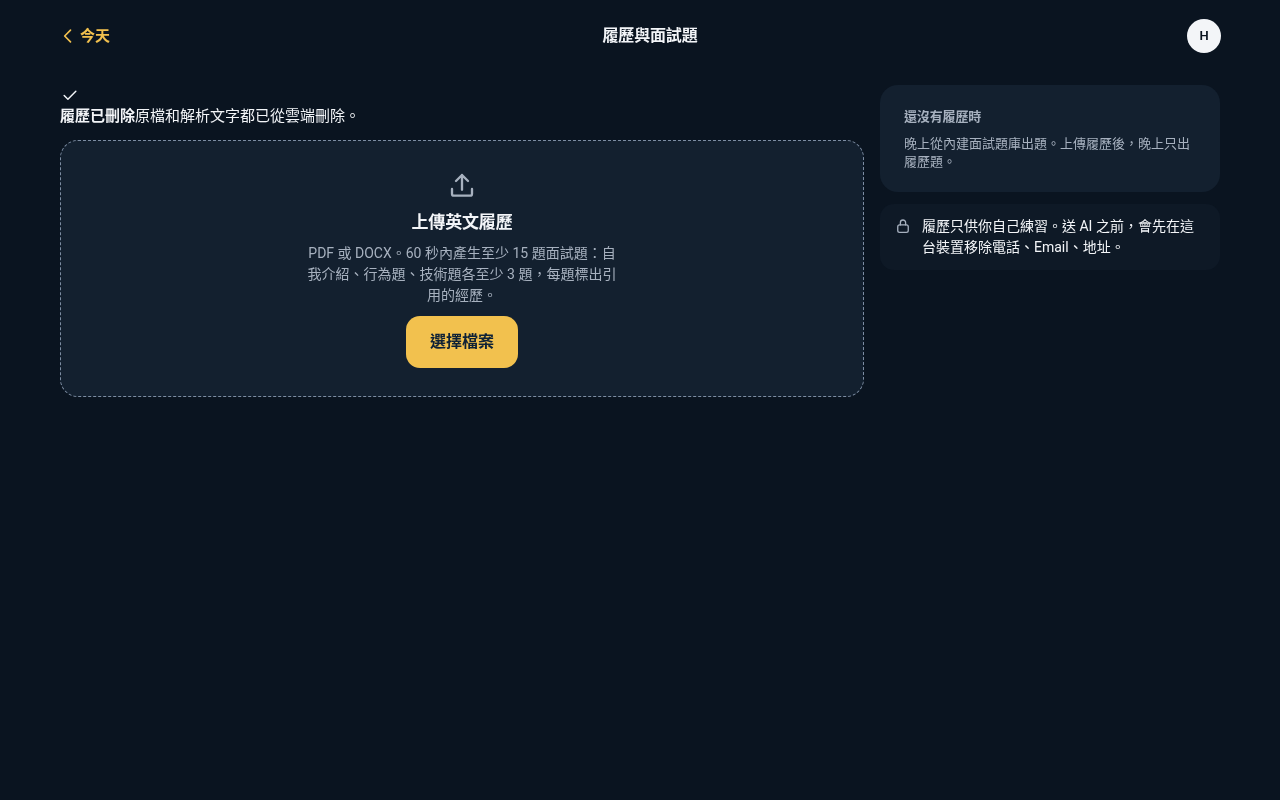 今天
履歷與面試題
H
履歷已刪除原檔和解析文字都已從雲端刪除。
上傳英文履歷
PDF 或 DOCX。60 秒內產生至少 15 題面試題：自
我介紹、行為題、技術題各至少 3 題，每題標出引
用的經歷。
選擇檔案
還沒有履歷時
晚上從內建面試題庫出題。上傳履歷後，晚上只出
履歷題。
履歷只供你自己練習。送 AI 之前，會先在這
台裝置移除電話、Email、地址。